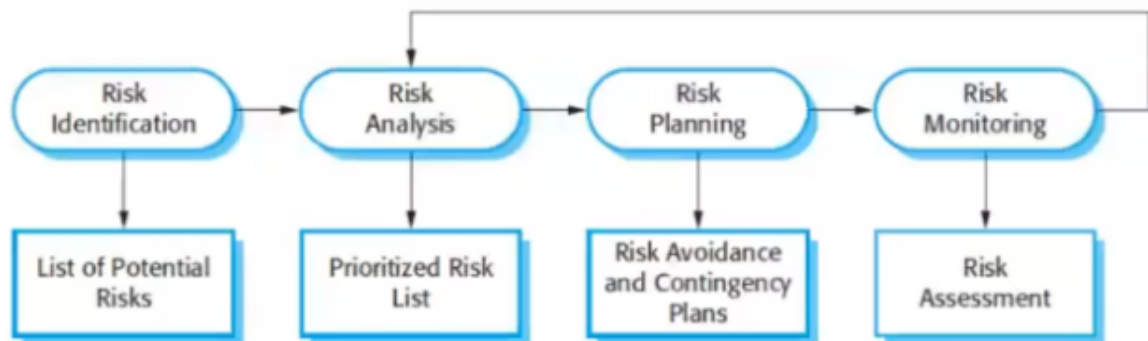 Risk
Identification
Risk
Analysis
Risk
Planning
Risk
Monitoring
List of Potential
Risks
Prioritized Risk
List
Risk Avoidance
and Contingency
Plans
Risk
Assessment